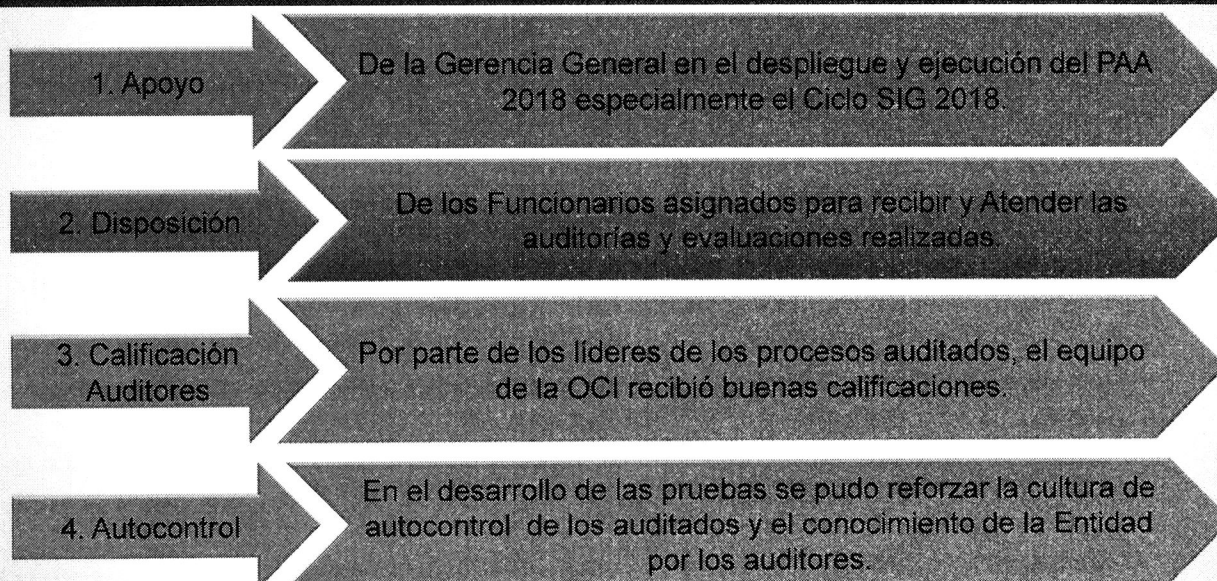 1. Apoyo
De la Gerencia General en el despliegue y ejecución del PAA
2018 especialmente el Ciclo SIG 2018.
2. Disposición
De los Funcionarios asignados para recibir y Atender las
auditorías y evaluaciones realizadas.
3. Calificación
Auditores
Por parte de los líderes de los procesos auditados, el equipo
de la OCI recibió buenas calificaciones.
4. Autocontrol
En el desarrollo de las pruebas se pudo reforzar la cultura de
autocontrol de los auditados y el conocimiento de la Entidad
por los auditores.